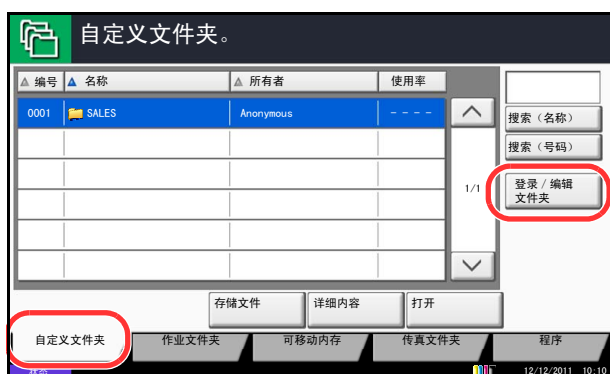 自定义文件夹。
编号 名称 所有者 使用率
0001 SALES Anonymous ----
搜索（名称）
搜索（号码）
1/1
登录 / 编辑
文件夹
存储文件 详细内容 打开
自定义文件夹 作业文件夹 可移动内存 传真文件夹 程序
12/12/2011 10:10